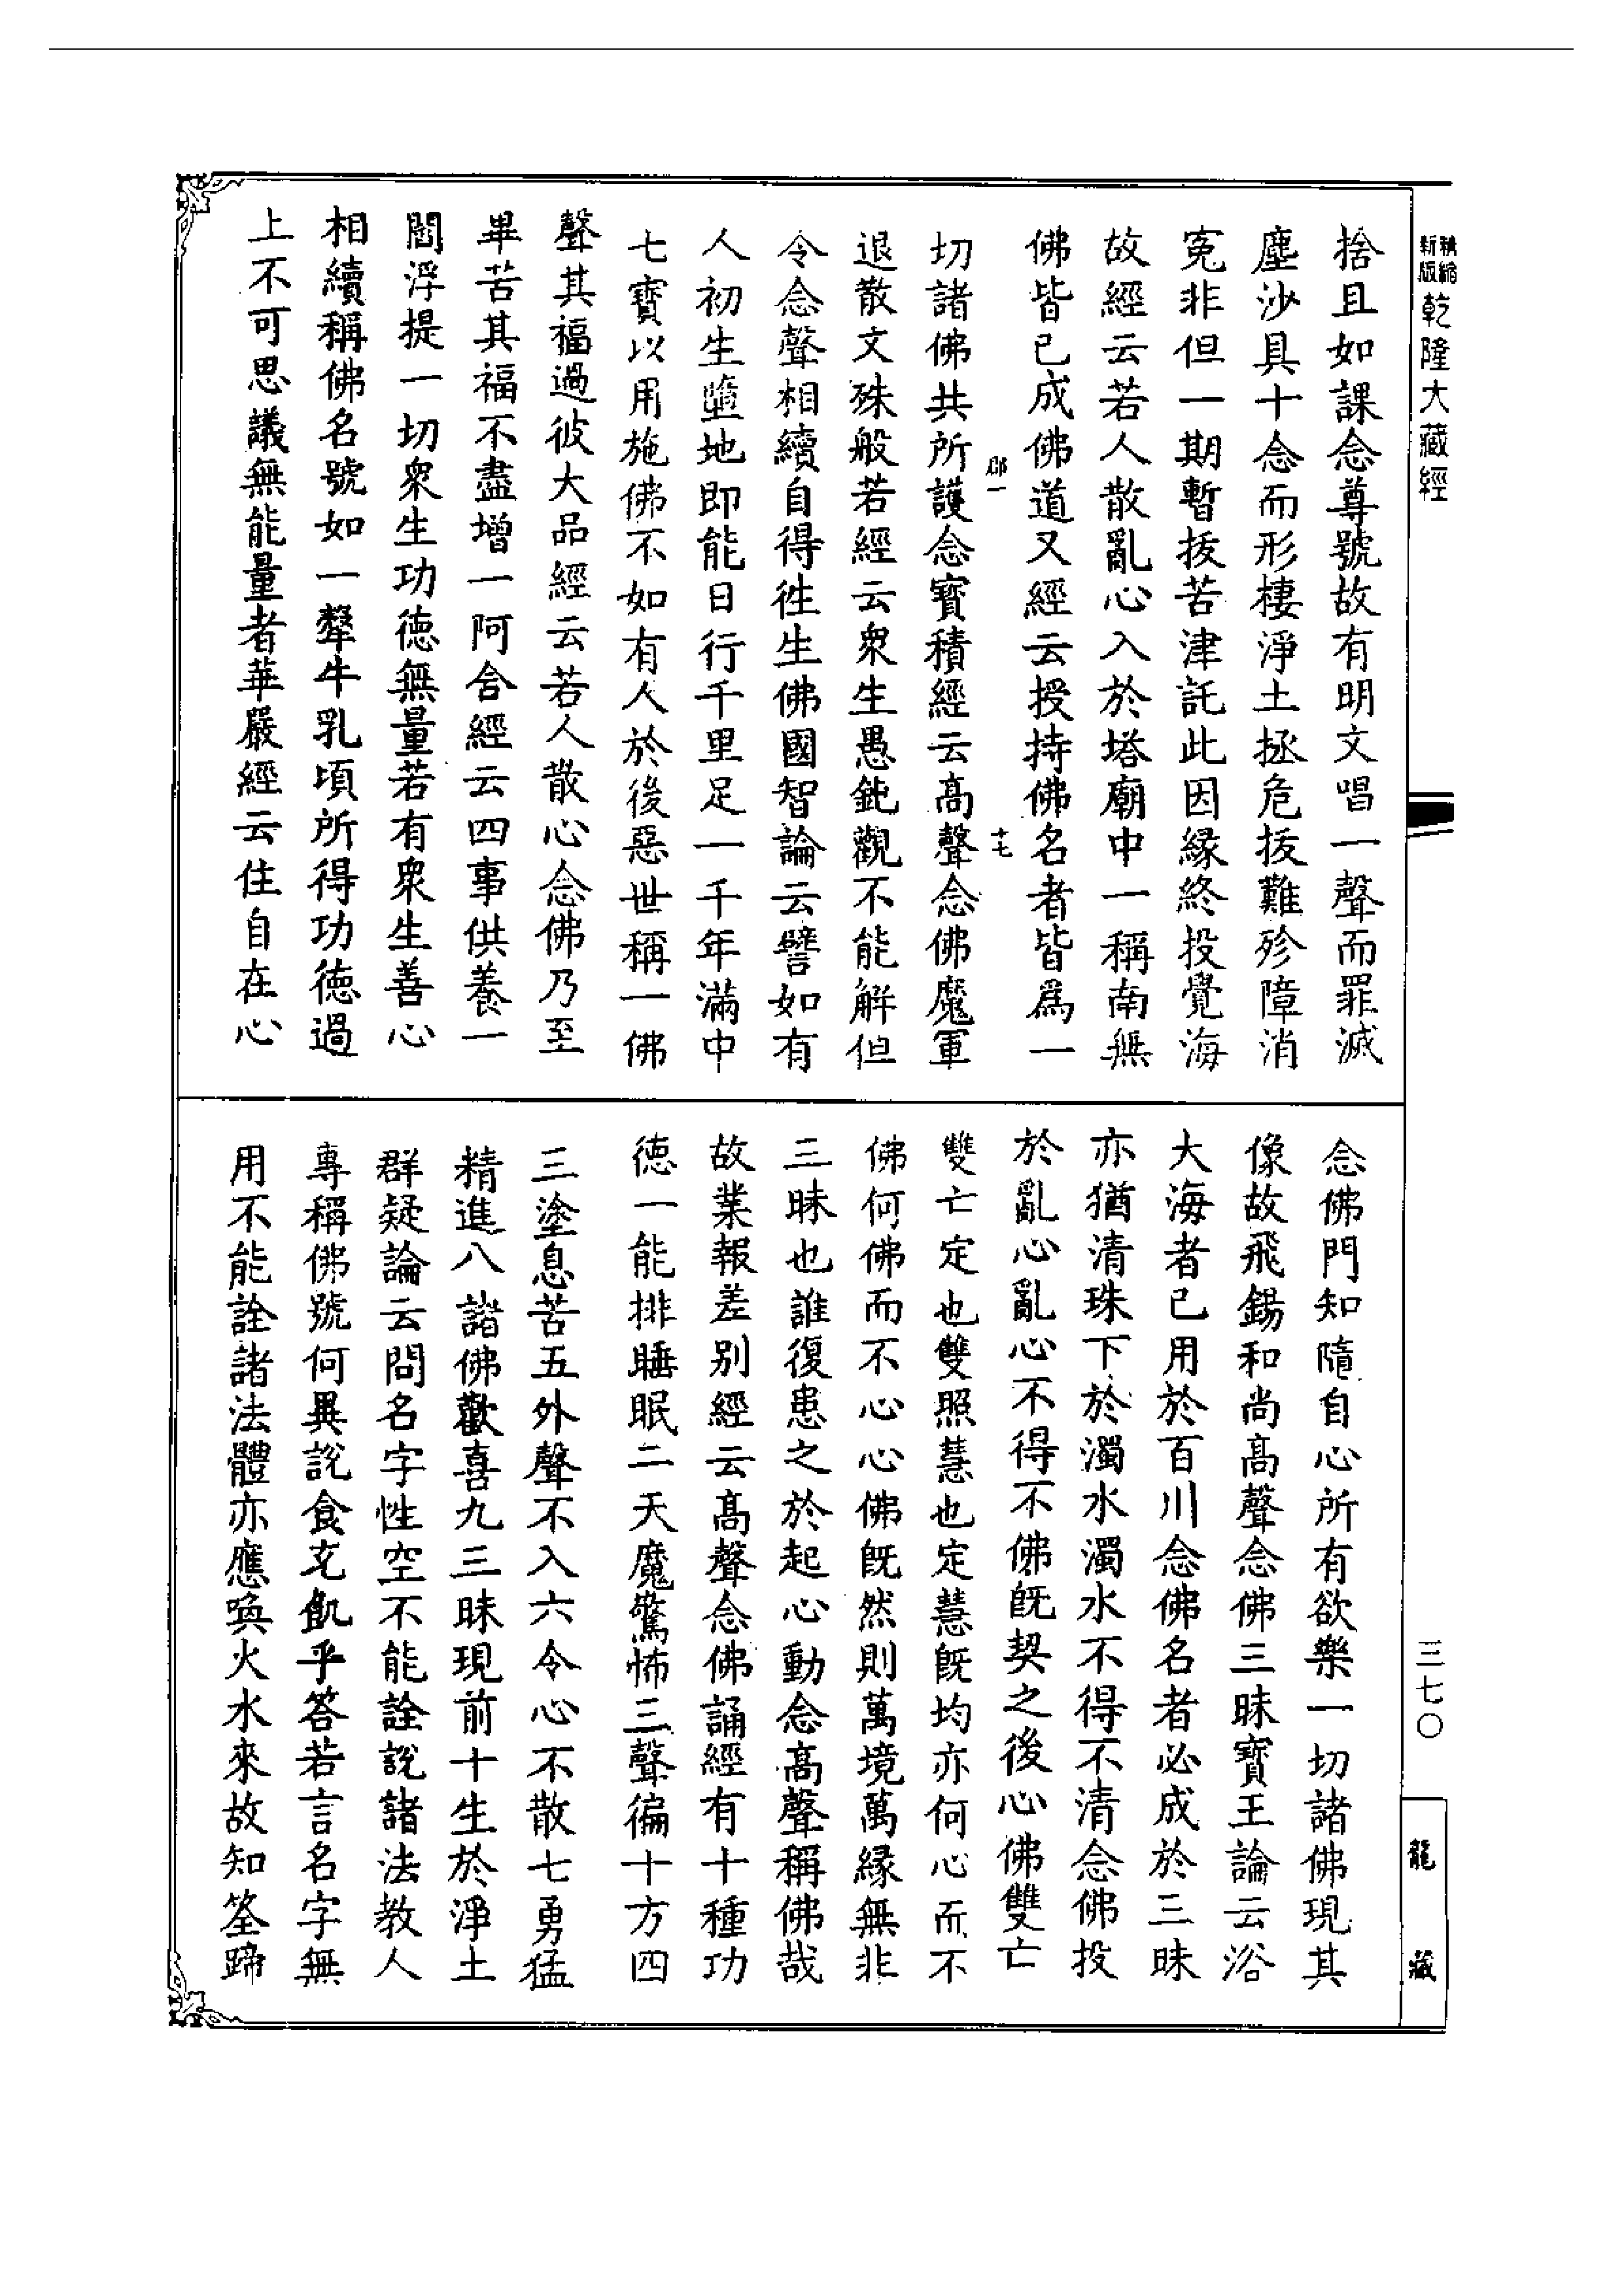 新版
精縮
乾隆大藏經
捨且如課念尊號故有明文唱一聲而罪滅
塵沙具十念而形棲淨土拯危拔難殄障消
冤非但一期暫拔苦津託此因緣終投覺海
故經云若人散亂心入於塔廟中一稱南無
佛皆已成佛道又經云授持佛名者皆爲一
郡一
十七
切諸佛共所護念寶積經云高聲念佛魔軍
退散文殊般若經云衆生愚鈍觀不能解但
令念聲相續自得徃生佛國智論云譬如有
人初生墮地即能日行千里足一千年滿中
七寶以用施佛不如有人於後惡世稱一佛
聲其福過彼大品經云若人散心念佛乃至
畢苦其福不盡增一阿含經云四事供養一
閻浮提一切衆生功德無量若有衆生善心
相續稱佛名號如一㹃牛乳頃所得功德過
上不可思議無能量者華嚴經云住自在心
念佛門知隨自心所有欲樂一切諸佛現其
像故飛錫和尚高聲念佛三昧寶王論云浴
大海者已用於百川念佛名者必成於三昧
亦猶清珠下於濁水濁水不得不清念佛投
於亂心亂心不得不佛旣契之後心佛雙亡
雙亡定也雙照慧也定慧旣均亦何心而不
佛何佛而不心心佛旣然則萬境萬緣無非
三昧也誰復患之於起心動念高聲稱佛哉
故業報差別經云高聲念佛誦經有十種功
德一能排睡眠二天魔驚怖三聲徧十方四
三塗息苦五外聲不入六令心不散七勇猛
精進八諸佛歡喜九三昧現前十生於淨土
群疑論云問名字性空不能詮說諸法教人
專稱佛號何異說食充飢乎答若言名字無
用不能詮諸法體亦應喚火水來故知筌蹄
三七〇
龍藏